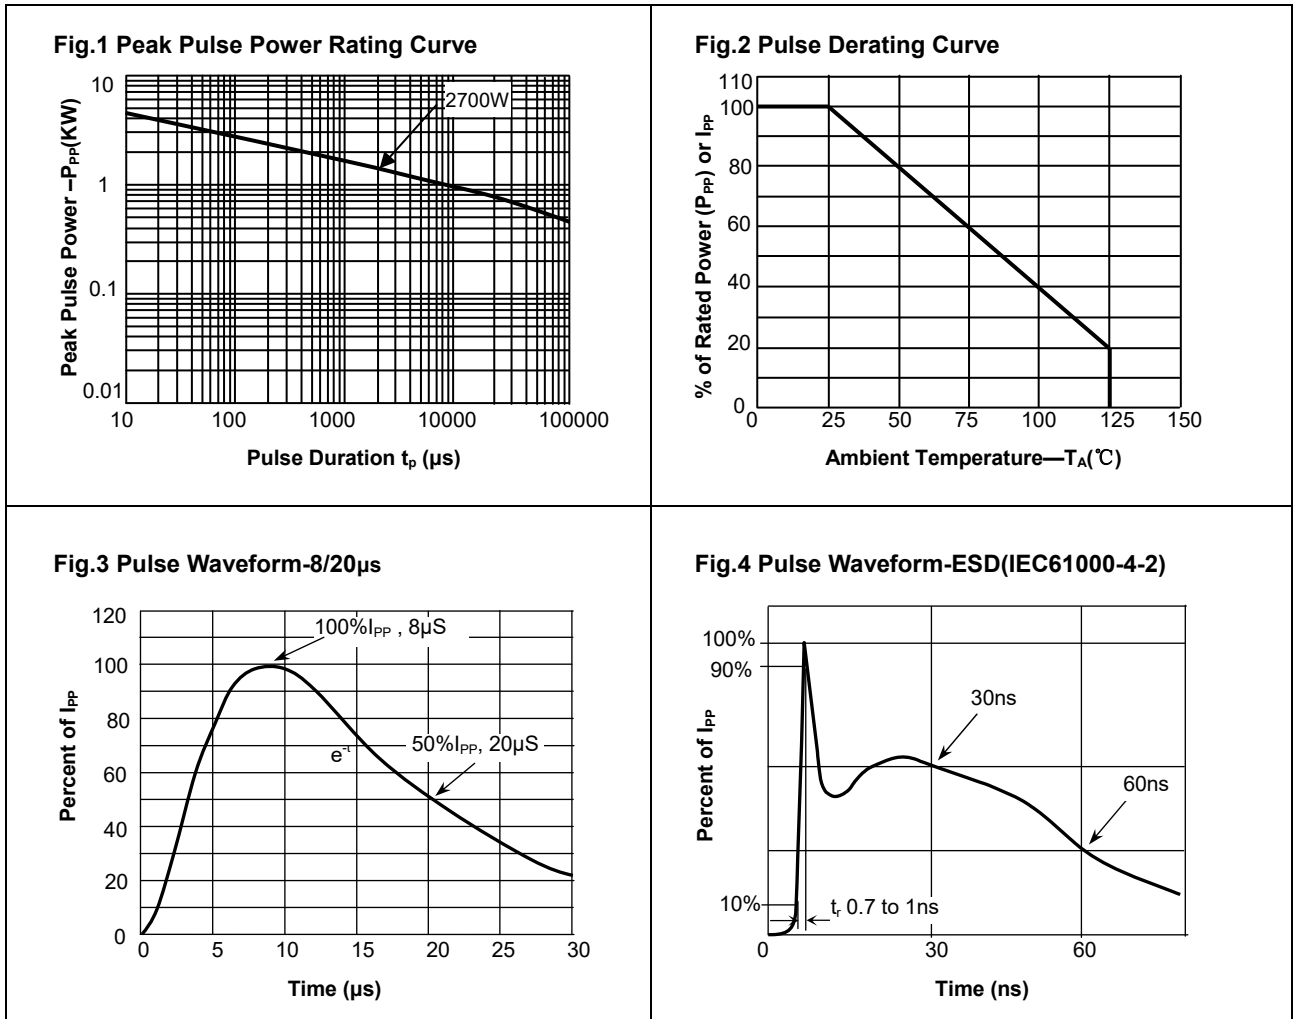 Fig.1 Peak Pulse Power Rating Curve
10
1
0.1
0.01
Peak Pulse Power –PPP(KW)
2700W
10 100 1000 10000 100000
Pulse Duration tp (µs)
Fig.2 Pulse Derating Curve
110
100
80
60
40
20
0
% of Rated Power (PPP) or IPP
0 25 50 75 100 125 150
Ambient Temperature—TA(℃)
Fig.3 Pulse Waveform-8/20µs
120
100
80
60
40
20
0
Percent of IPP
100%IPP , 8µS
50%IPP, 20µS
e-t
0 5 10 15 20 25 30
Time (µs)
Fig.4 Pulse Waveform-ESD(IEC61000-4-2)
100%
90%
10%
Percent of IPP
30ns
60ns
tr 0.7 to 1ns
0 30 60
Time (ns)